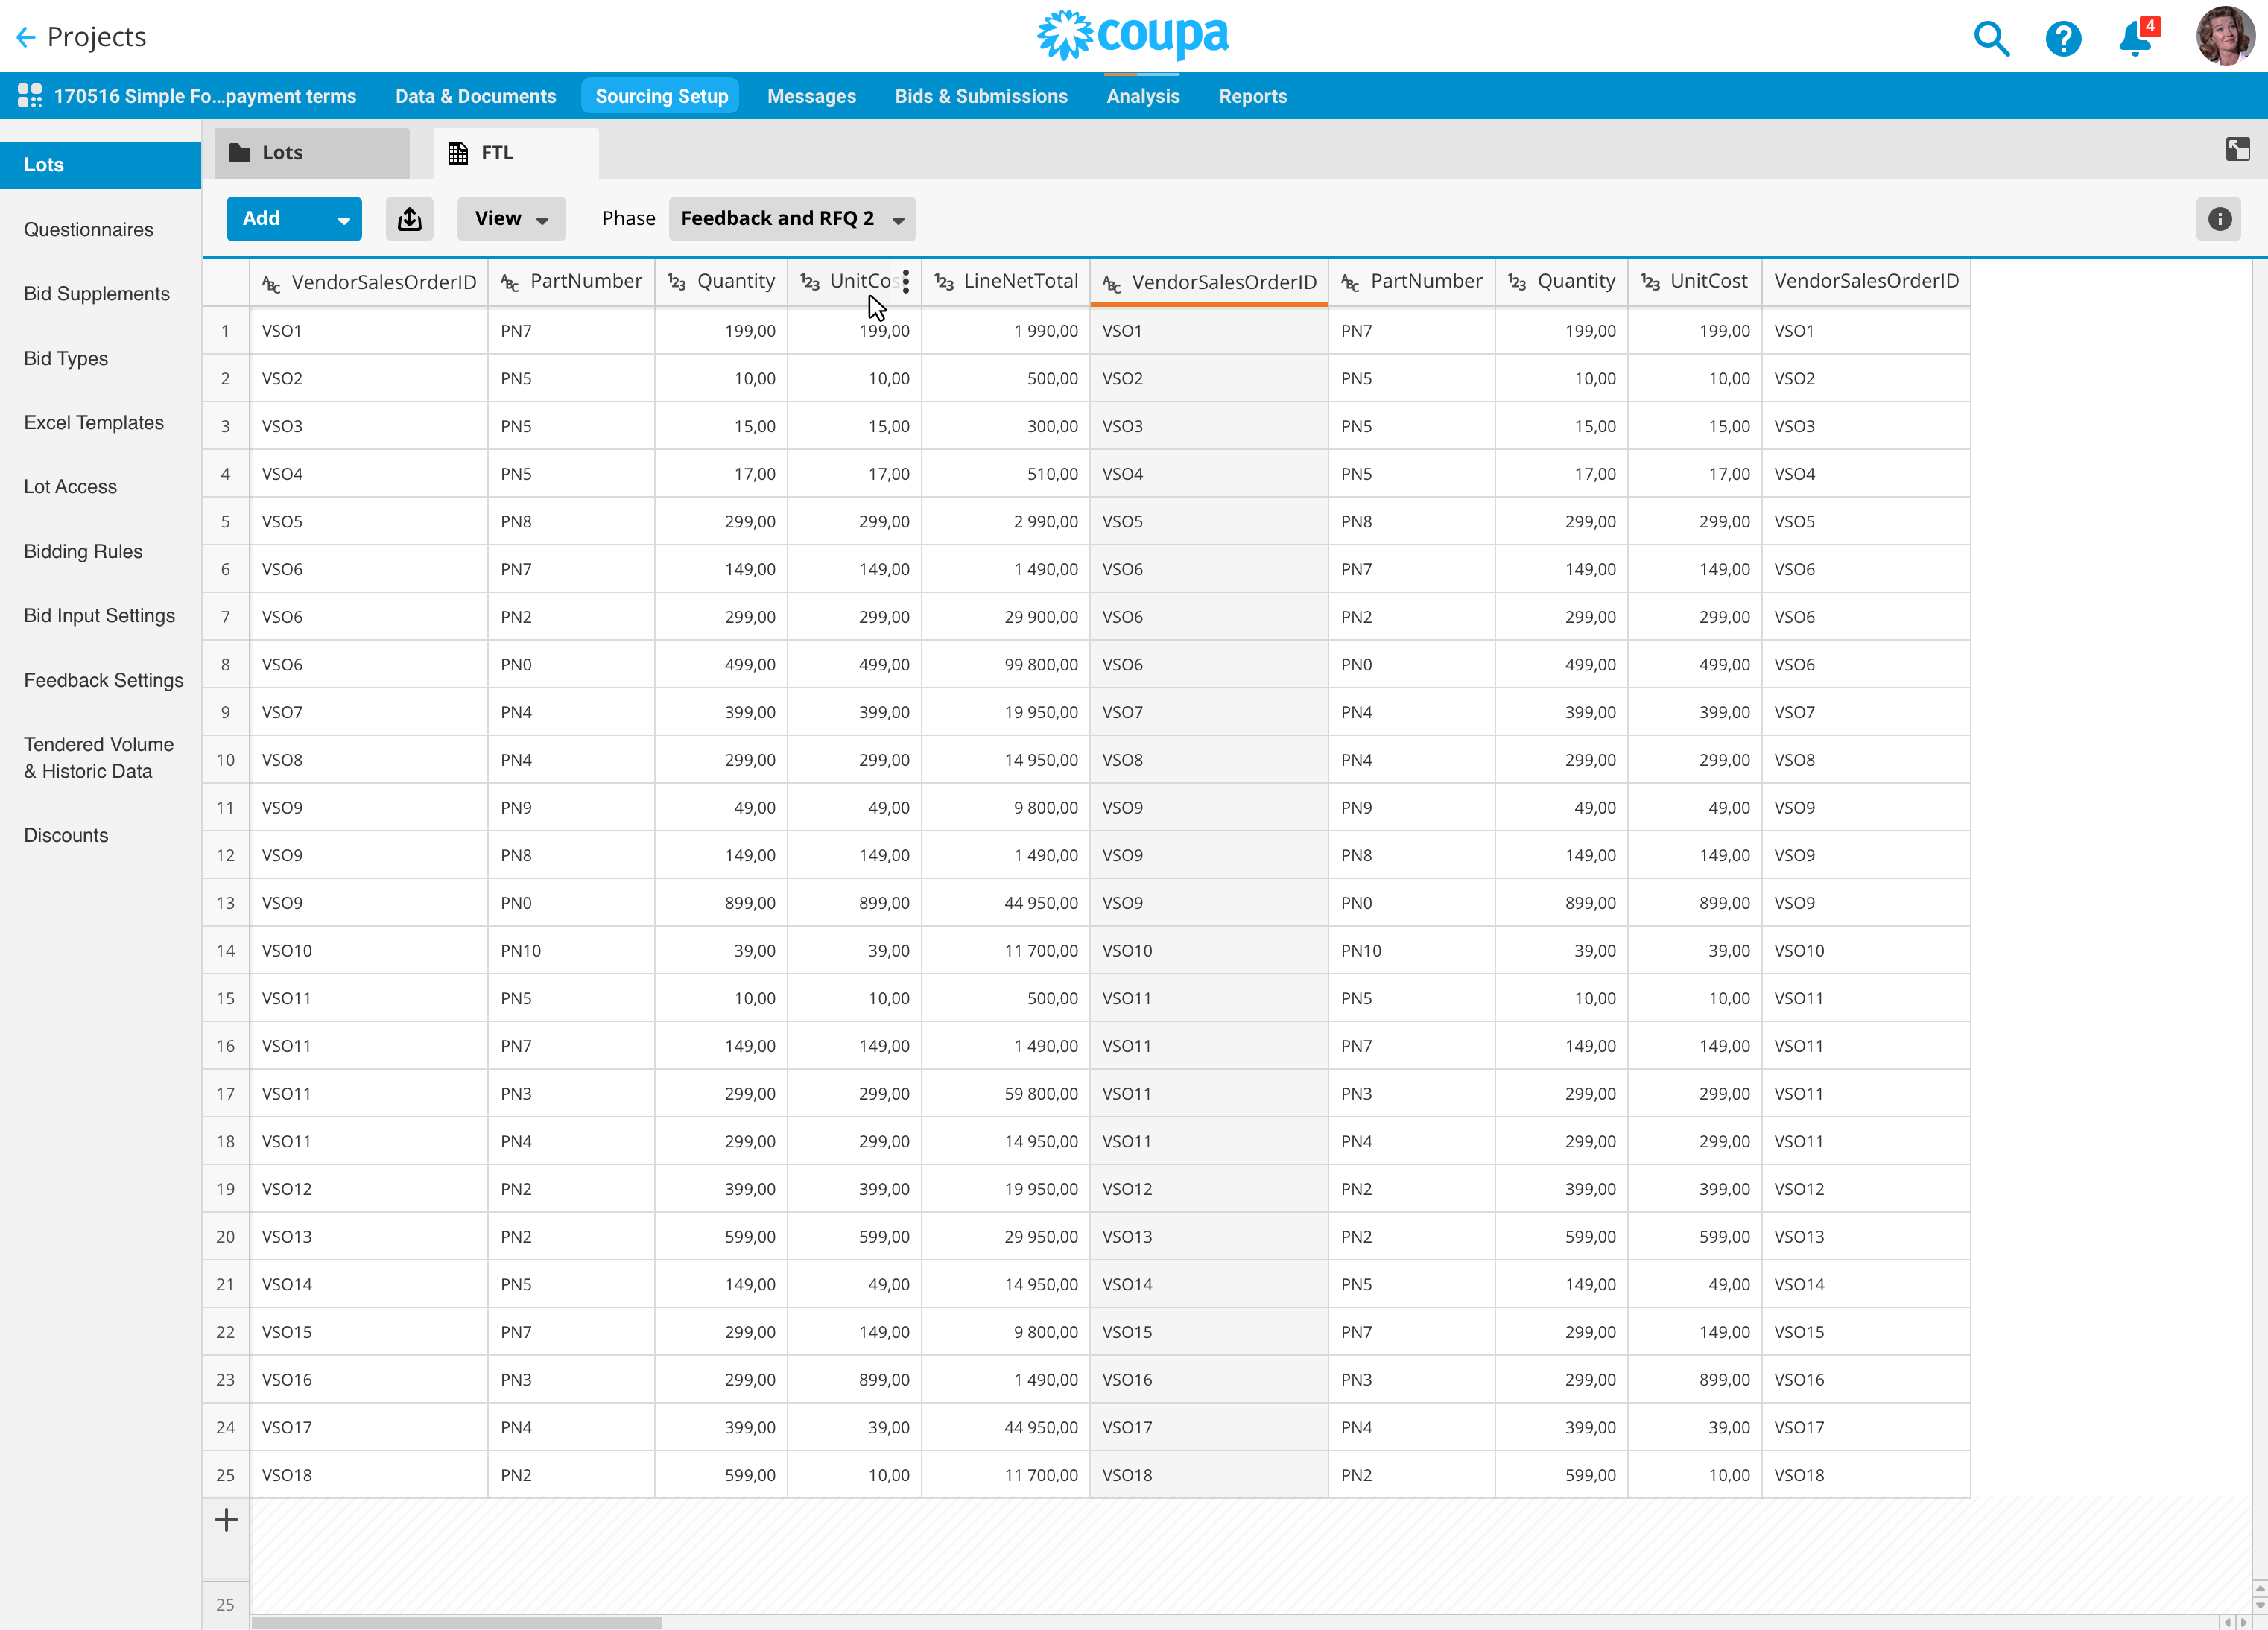 Projects
coupa
4
170516 Simple Fo...payment terms Data & Documents Sourcing Setup Messages Bids & Submissions Analysis Reports
Lots
Questionnaires
Bid Supplements
Bid Types
Excel Templates
Lot Access
Bidding Rules
Bid Input Settings
Feedback Settings
Tendered Volume
& Historic Data
Discounts
Lots FTL
Add View Phase Feedback and RFQ 2
VendorSalesOrderID PartNumber Quantity UnitCos LineNetTotal VendorSalesOrderID PartNumber Quantity UnitCost VendorSalesOrderID
1 VSO1 PN7 199,00 199,00 1 990,00 VSO1 PN7 199,00 199,00 VSO1
2 VSO2 PN5 10,00 10,00 500,00 VSO2 PN5 10,00 10,00 VSO2
3 VSO3 PN5 15,00 15,00 300,00 VSO3 PN5 15,00 15,00 VSO3
4 VSO4 PN5 17,00 17,00 510,00 VSO4 PN5 17,00 17,00 VSO4
5 VSO5 PN8 299,00 299,00 2 990,00 VSO5 PN8 299,00 299,00 VSO5
6 VSO6 PN7 149,00 149,00 1 490,00 VSO6 PN7 149,00 149,00 VSO6
7 VSO6 PN2 299,00 299,00 29 900,00 VSO6 PN2 299,00 299,00 VSO6
8 VSO6 PN0 499,00 499,00 99 800,00 VSO6 PN0 499,00 499,00 VSO6
9 VSO7 PN4 399,00 399,00 19 950,00 VSO7 PN4 399,00 399,00 VSO7
10 VSO8 PN4 299,00 299,00 14 950,00 VSO8 PN4 299,00 299,00 VSO8
11 VSO9 PN9 49,00 49,00 9 800,00 VSO9 PN9 49,00 49,00 VSO9
12 VSO9 PN8 149,00 149,00 1 490,00 VSO9 PN8 149,00 149,00 VSO9
13 VSO9 PN0 899,00 899,00 44 950,00 VSO9 PN0 899,00 899,00 VSO9
14 VSO10 PN10 39,00 39,00 11 700,00 VSO10 PN10 39,00 39,00 VSO10
15 VSO11 PN5 10,00 10,00 500,00 VSO11 PN5 10,00 10,00 VSO11
16 VSO11 PN7 149,00 149,00 1 490,00 VSO11 PN7 149,00 149,00 VSO11
17 VSO11 PN3 299,00 299,00 59 800,00 VSO11 PN3 299,00 299,00 VSO11
18 VSO11 PN4 299,00 299,00 14 950,00 VSO11 PN4 299,00 299,00 VSO11
19 VSO12 PN2 399,00 399,00 19 950,00 VSO12 PN2 399,00 399,00 VSO12
20 VSO13 PN2 599,00 599,00 29 950,00 VSO13 PN2 599,00 599,00 VSO13
21 VSO14 PN5 149,00 49,00 14 950,00 VSO14 PN5 149,00 49,00 VSO14
22 VSO15 PN7 299,00 149,00 9 800,00 VSO15 PN7 299,00 149,00 VSO15
23 VSO16 PN3 299,00 899,00 1 490,00 VSO16 PN3 299,00 899,00 VSO16
24 VSO17 PN4 399,00 39,00 44 950,00 VSO17 PN4 399,00 39,00 VSO17
25 VSO18 PN2 599,00 10,00 11 700,00 VSO18 PN2 599,00 10,00 VSO18
25